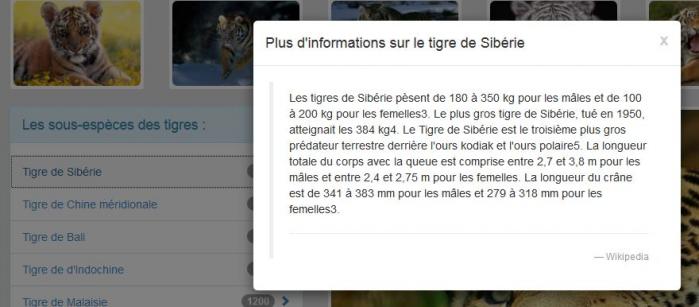 Plus d'informations sur le tigre de Sibérie
x
Les tigres de Sibérie pèsent de 180 à 350 kg pour les mâles et de 100
à 200 kg pour les femelles3. Le plus gros tigre de Sibérie, tué en 1950,
atteignait les 384 kg4. Le Tigre de Sibérie est le troisième plus gros
prédateur terrestre derrière l'ours kodiak et l'ours polaire5. La longueur
totale du corps avec la queue est comprise entre 2,7 et 3,8 m pour les
mâles et entre 2,4 et 2,75 m pour les femelles. La longueur du crâne
est de 341 à 383 mm pour les mâles et 279 à 318 mm pour les
femelles3.
— Wikipedia
Les sous-espèces des tigres :
Tigre de Sibérie
Tigre de Chine méridionale
Tigre de Bali
Tigre de d'Indochine
Tigre de Malaisie
1200